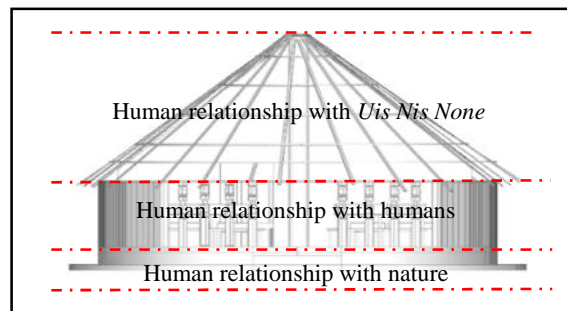 Human relationship with Uis Nis None
Human relationship with humans
Human relationship with nature